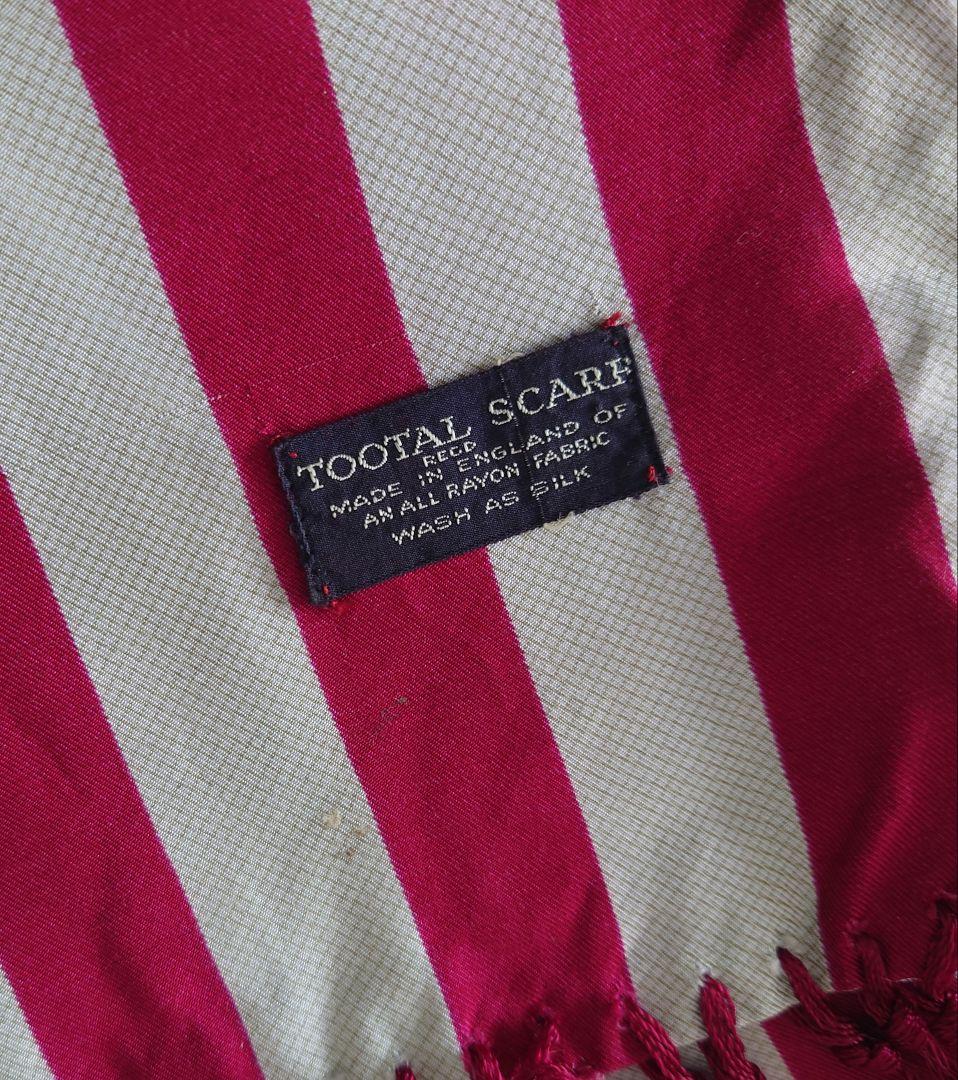 TOOTAL SCARF
REGD
MADE IN ENGLAND OF
AN ALL RAYON FABRIC
WASH AS SILK